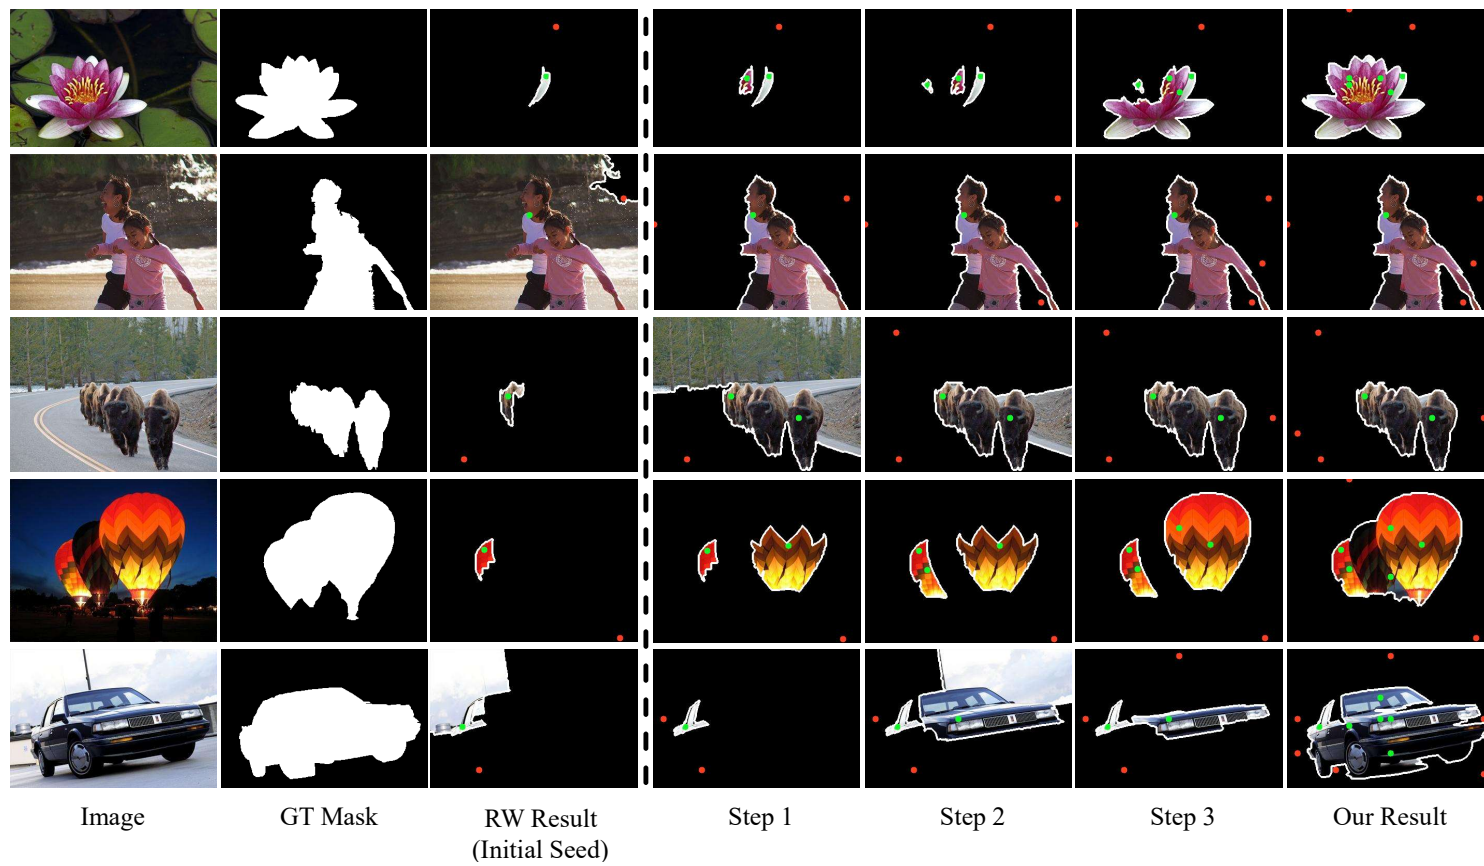 Image
GT Mask
RW Result
(Initial Seed)
Step 1
Step 2
Step 3
Our Result